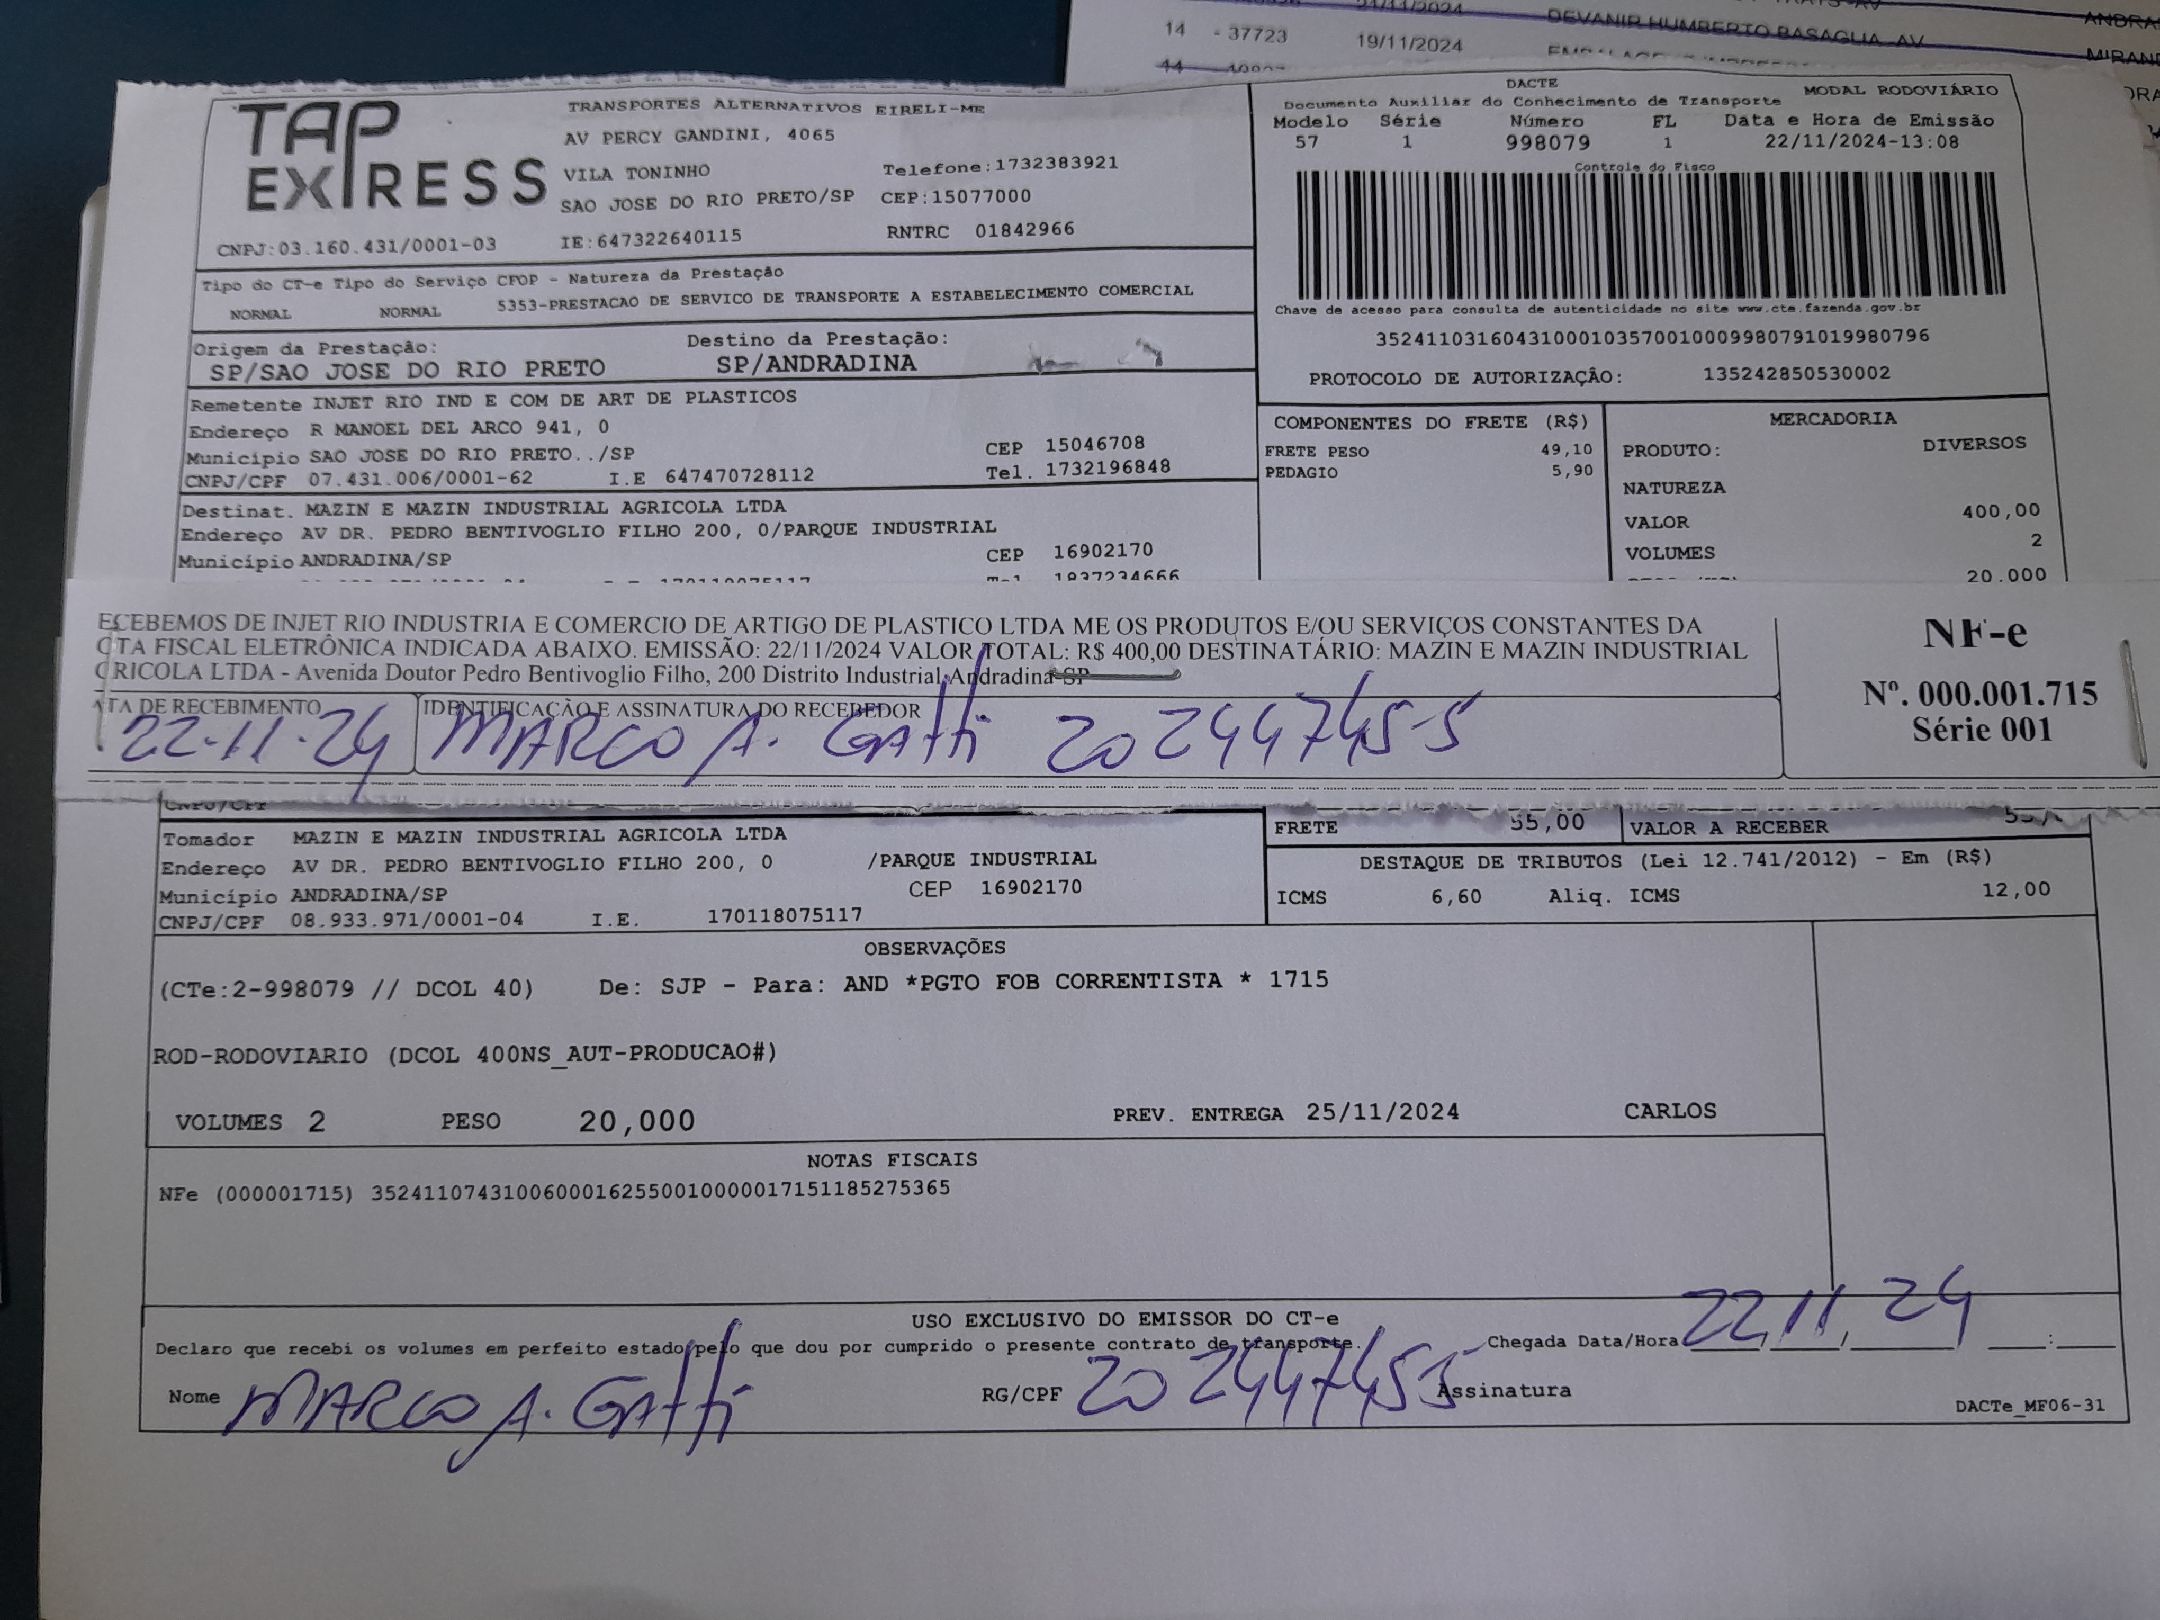 14 - 37723 19/11/2024 DEVANIR HUMBERTO BASAGLIA AV
TAP EXPRESS
TRANSPORTES ALTERNATIVOS EIRELI-ME
AV PERCY GANDINI, 4065
VILA TONINHO Telefone:1732383921
SAO JOSE DO RIO PRETO/SP CEP:15077000
CNPJ:03.160.431/0001-03 IE:647322640115 RNTRC 01842966
DACTE MODAL RODOVIÁRIO
Documento Auxiliar do Conhecimento de Transporte
Modelo Série Número FL Data e Hora de Emissão
57 1 998079 1 22/11/2024-13:08
Controle do Fisco
Chave de acesso para consulta de autenticidade no site www.cte.fazenda.gov.br
35241103160431000103570010009980791019980796
PROTOCOLO DE AUTORIZAÇÃO: 135242850530002
Tipo do CT-e Tipo do Serviço CFOP - Natureza da Prestação
NORMAL NORMAL 5353-PRESTACAO DE SERVICO DE TRANSPORTE A ESTABELECIMENTO COMERCIAL
Origem da Prestação: Destino da Prestação:
SP/SAO JOSE DO RIO PRETO SP/ANDRADINA
Remetente INJET RIO IND E COM DE ART DE PLASTICOS
Endereço R MANOEL DEL ARCO 941, 0
Município SAO JOSE DO RIO PRETO../SP CEP 15046708
CNPJ/CPF 07.431.006/0001-62 I.E 647470728112 Tel. 1732196848
Destinat. MAZIN E MAZIN INDUSTRIAL AGRICOLA LTDA
Endereço AV DR. PEDRO BENTIVOGLIO FILHO 200, 0/PARQUE INDUSTRIAL
Município ANDRADINA/SP CEP 16902170
COMPONENTES DO FRETE (R$)
FRETE PESO 49,10
PEDAGIO 5,90
MERCADORIA
PRODUTO: DIVERSOS
NATUREZA
VALOR 400,00
VOLUMES 2
20.000
ECEBEMOS DE INJET RIO INDUSTRIA E COMERCIO DE ARTIGO DE PLASTICO LTDA ME OS PRODUTOS E/OU SERVIÇOS CONSTANTES DA
OTA FISCAL ELETRÔNICA INDICADA ABAIXO. EMISSÃO: 22/11/2024 VALOR TOTAL: R$ 400,00 DESTINATÁRIO: MAZIN E MAZIN INDUSTRIAL
GRICOLA LTDA - Avenida Doutor Pedro Bentivoglio Filho, 200 Distrito Industrial Andradina-SP
ATA DE RECEBIMENTO IDENTIFICAÇÃO E ASSINATURA DO RECEBEDOR
22-11-24 MARCO A. GATTI 20 244745-5
NF-e
Nº. 000.001.715
Série 001
CNPJ/CPF
Tomador MAZIN E MAZIN INDUSTRIAL AGRICOLA LTDA
Endereço AV DR. PEDRO BENTIVOGLIO FILHO 200, 0 /PARQUE INDUSTRIAL
Município ANDRADINA/SP CEP 16902170
CNPJ/CPF 08.933.971/0001-04 I.E. 170118075117
FRETE 55,00 VALOR A RECEBER
DESTAQUE DE TRIBUTOS (Lei 12.741/2012) - Em (R$)
ICMS 6,60 Aliq. ICMS 12,00
OBSERVAÇÕES
(CTe:2-998079 // DCOL 40) De: SJP - Para: AND *PGTO FOB CORRENTISTA * 1715
ROD-RODOVIARIO (DCOL 400NS_AUT-PRODUCAO#)
VOLUMES 2 PESO 20,000 PREV. ENTREGA 25/11/2024 CARLOS
NOTAS FISCAIS
NFe (000001715) 35241107431006000162550010000017151185275365
USO EXCLUSIVO DO EMISSOR DO CT-e
Declaro que recebi os volumes em perfeito estado pelo que dou por cumprido o presente contrato de transporte. Chegada Data/Hora 22, 11, 24 :
Nome MARCO A. GATTI RG/CPF 20 2447455 Assinatura
DACTe_MF06-31